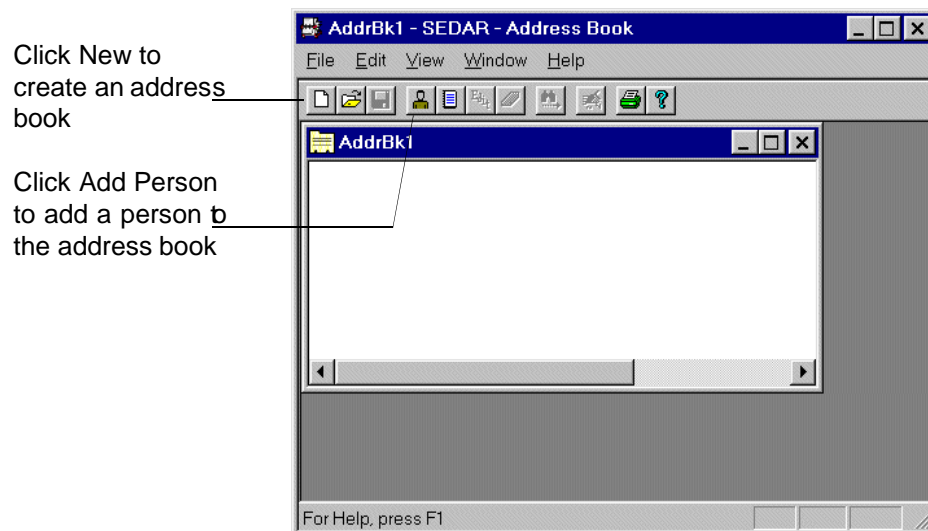 Click New to
create an address
book
Click Add Person
to add a person to
the address book
AddrBk1 - SEDAR - Address Book
File Edit View Window Help
AddrBk1
For Help, press F1